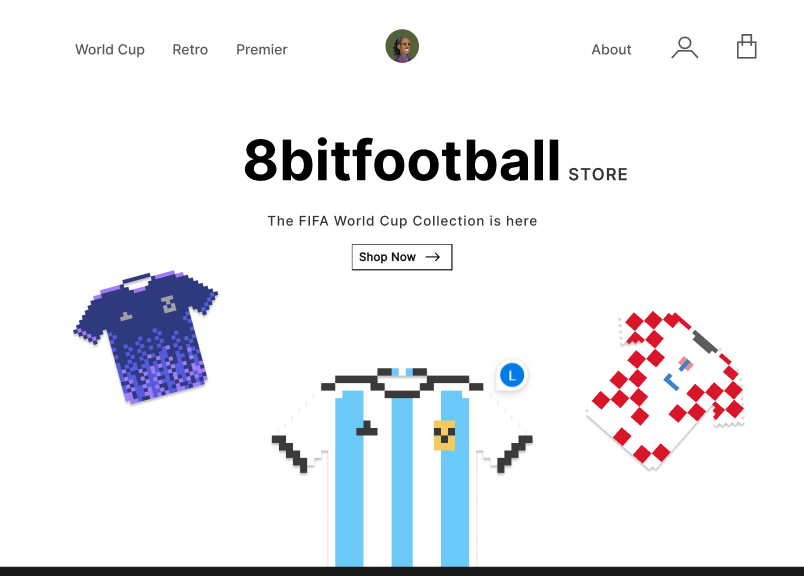 World Cup Retro Premier About
8bitfootball STORE
The FIFA World Cup Collection is here
Shop Now →
L